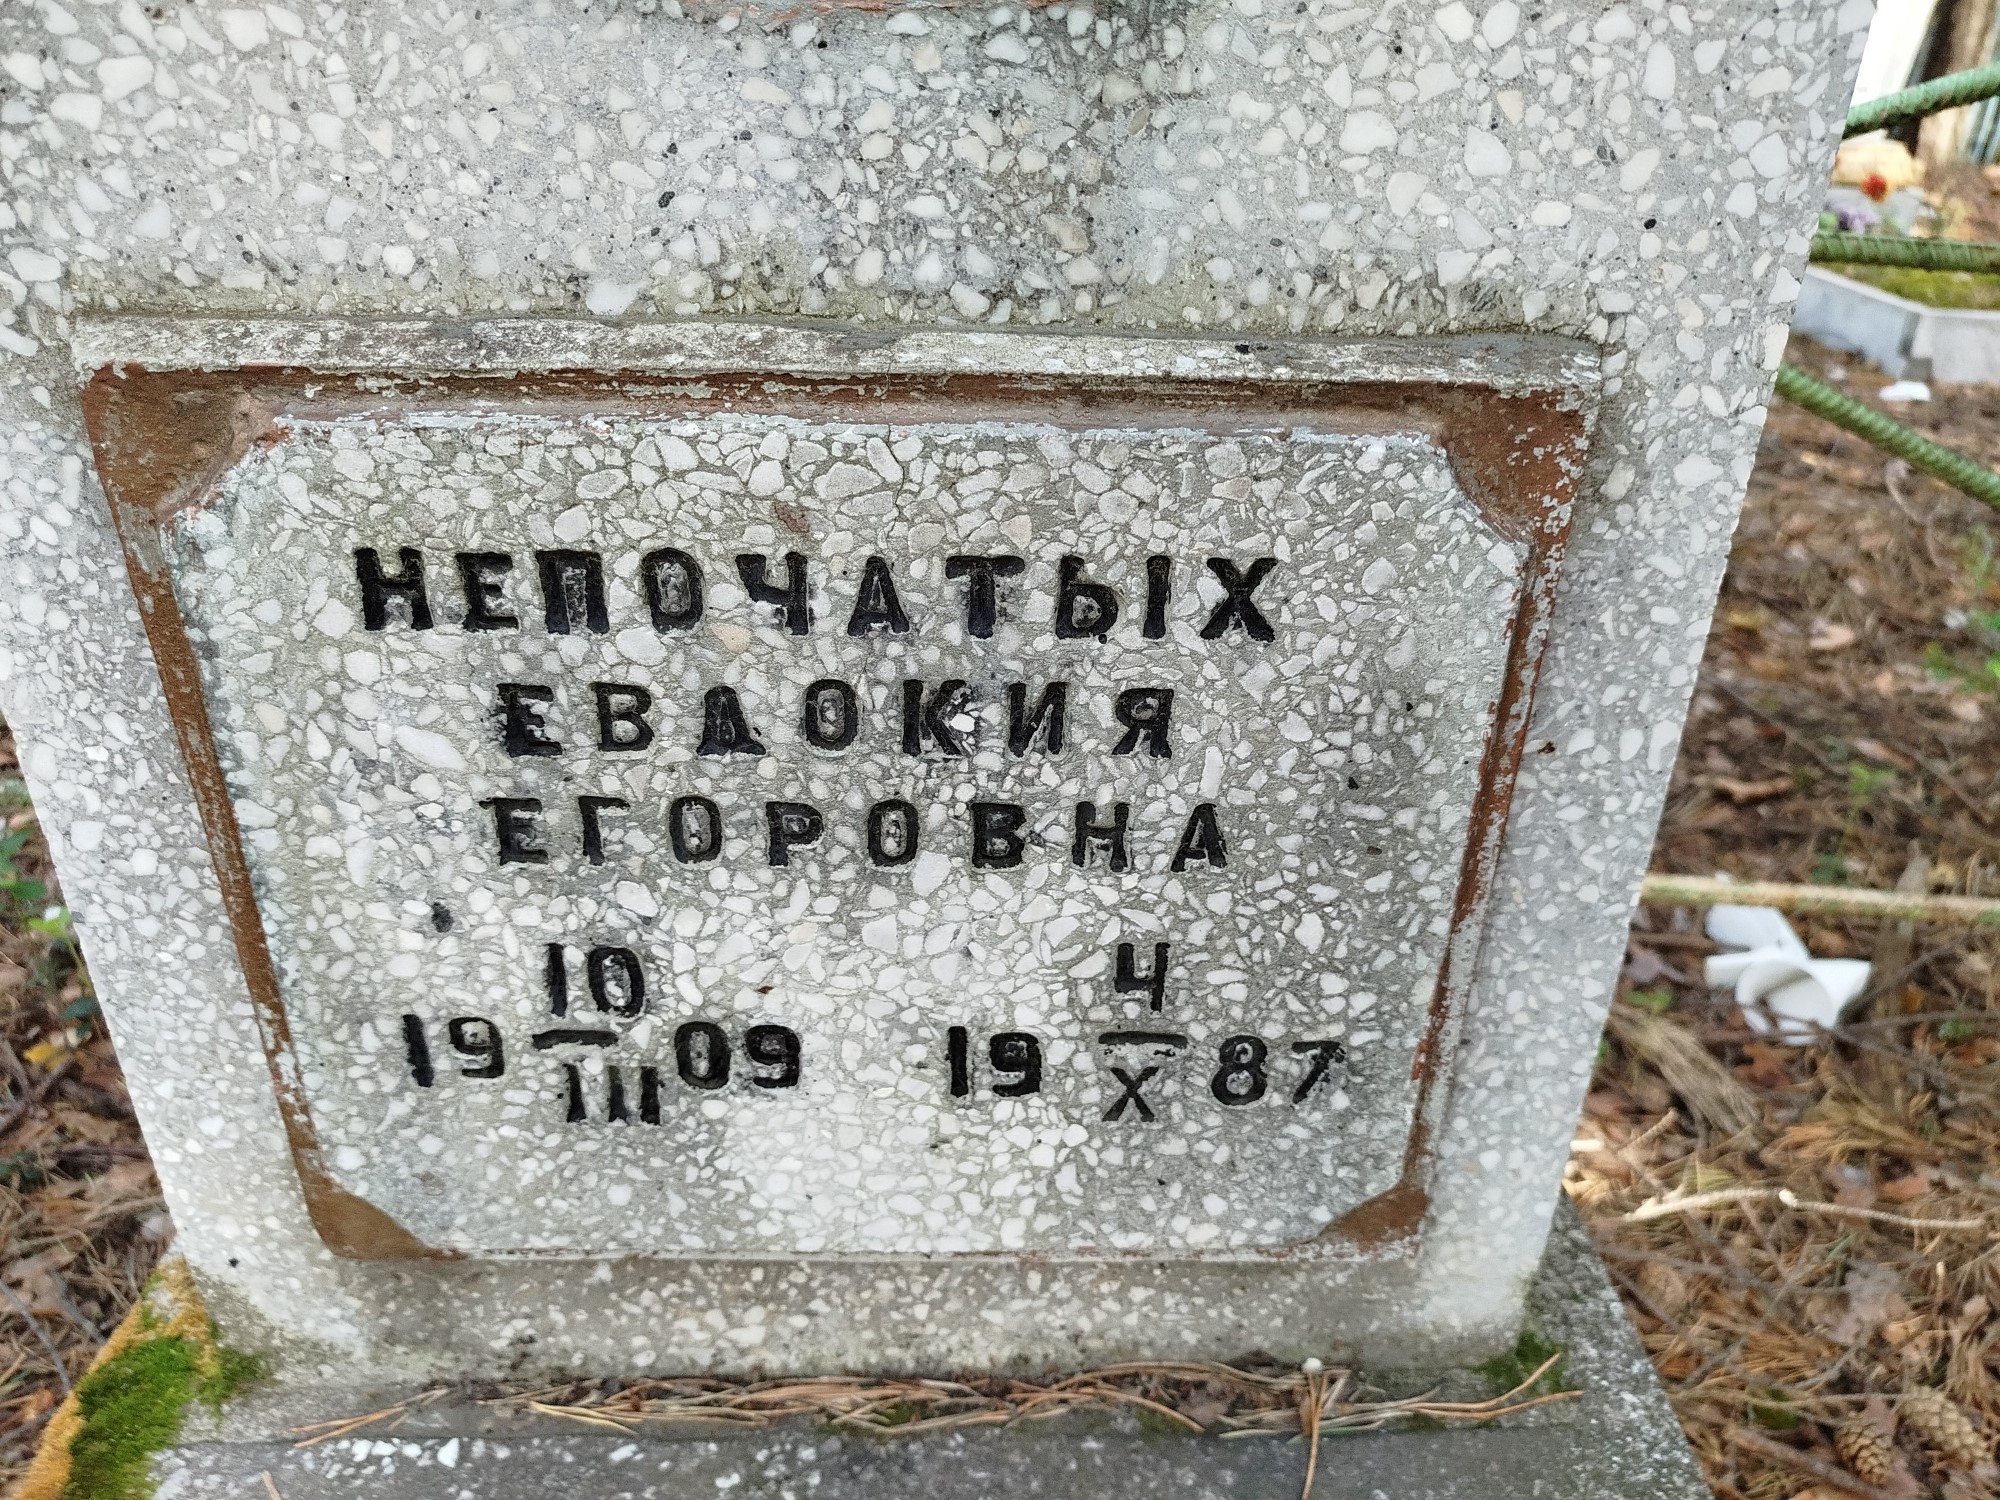 НЕПОЧАТЫХ
ЕВДОКИЯ
ЕГОРОВНА
19 10/III 09 19 4/X 87